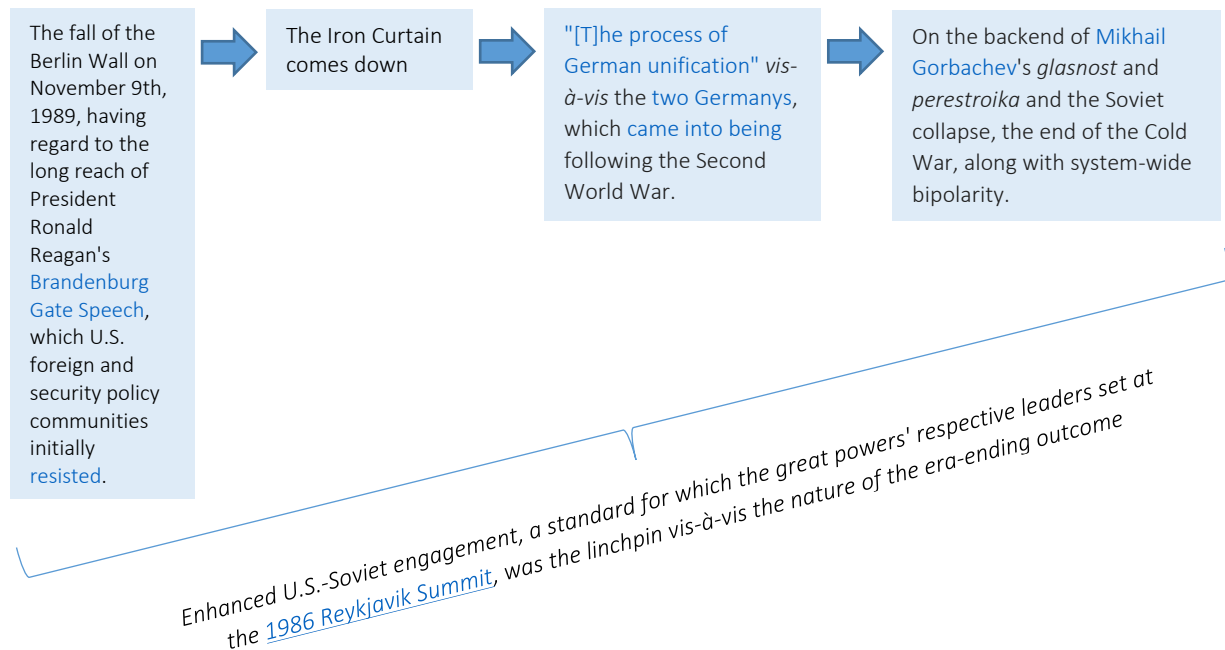 The fall of the
Berlin Wall on
November 9th,
1989, having
regard to the
long reach of
President
Ronald
Reagan's
Brandenburg
Gate Speech,
which U.S.
foreign and
security policy
communities
initially
resisted.
The Iron Curtain
comes down
"[T]he process of
German unification" vis-
à-vis the two Germanys,
which came into being
following the Second
World War.
On the backend of Mikhail
Gorbachev's glasnost and
perestroika and the Soviet
collapse, the end of the Cold
War, along with system-wide
bipolarity.
Enhanced U.S.-Soviet engagement, a standard for which the great powers' respective leaders set at
the 1986 Reykjavik Summit, was the linchpin vis-à-vis the nature of the era-ending outcome